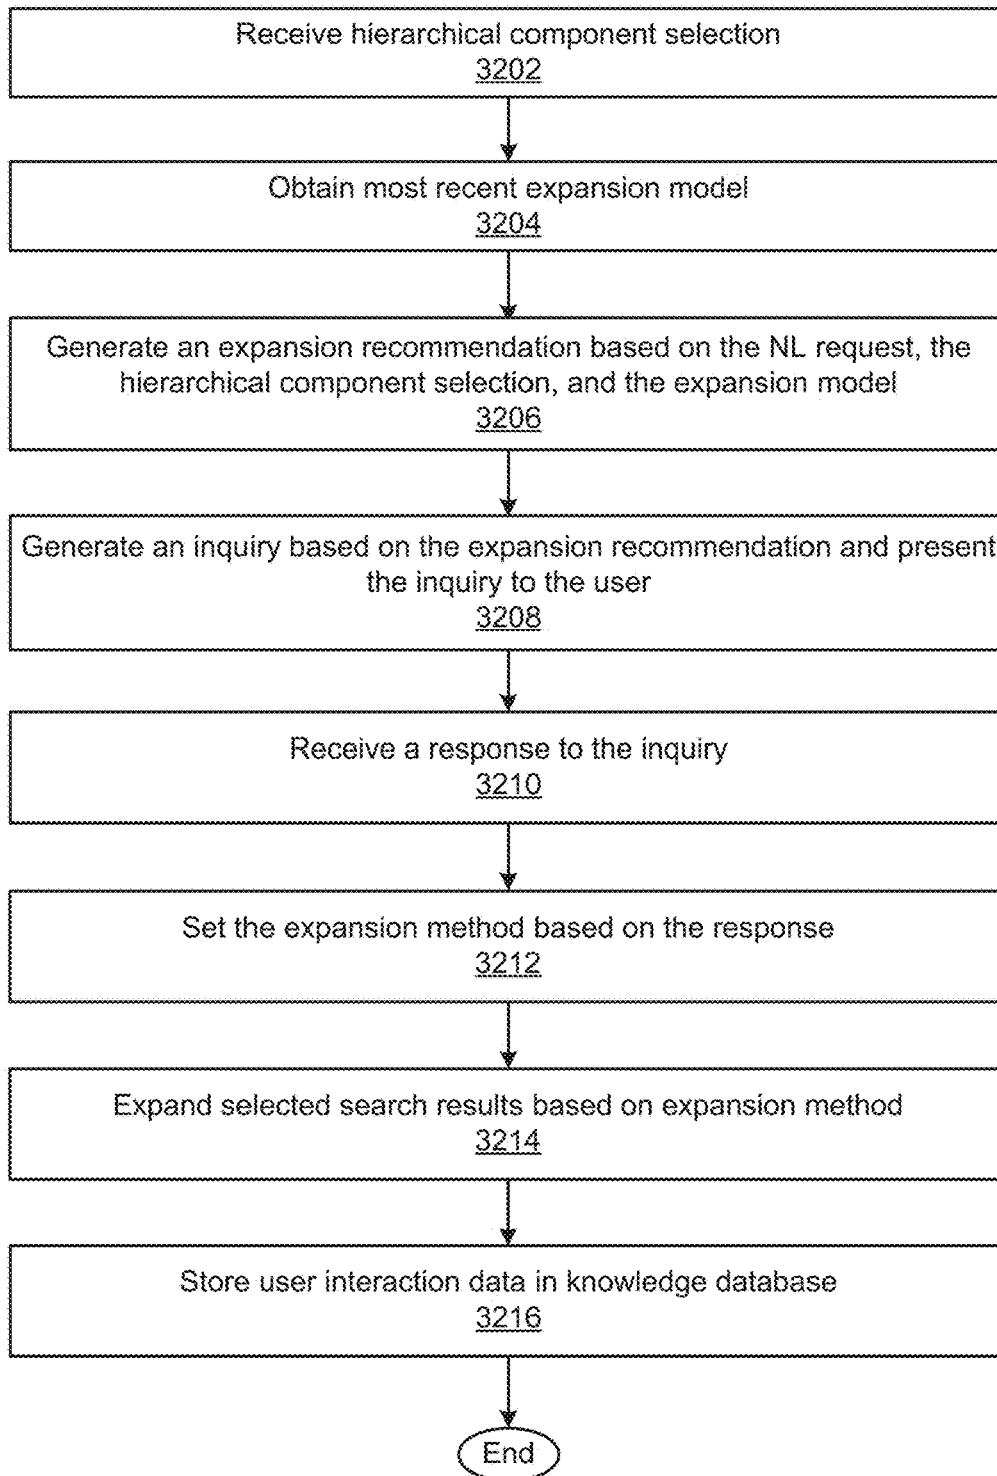 Receive hierarchical component selection
3202
Obtain most recent expansion model
3204
Generate an expansion recommendation based on the NL request, the
hierarchical component selection, and the expansion model
3206
Generate an inquiry based on the expansion recommendation and present
the inquiry to the user
3208
Receive a response to the inquiry
3210
Set the expansion method based on the response
3212
Expand selected search results based on expansion method
3214
Store user interaction data in knowledge database
3216
End